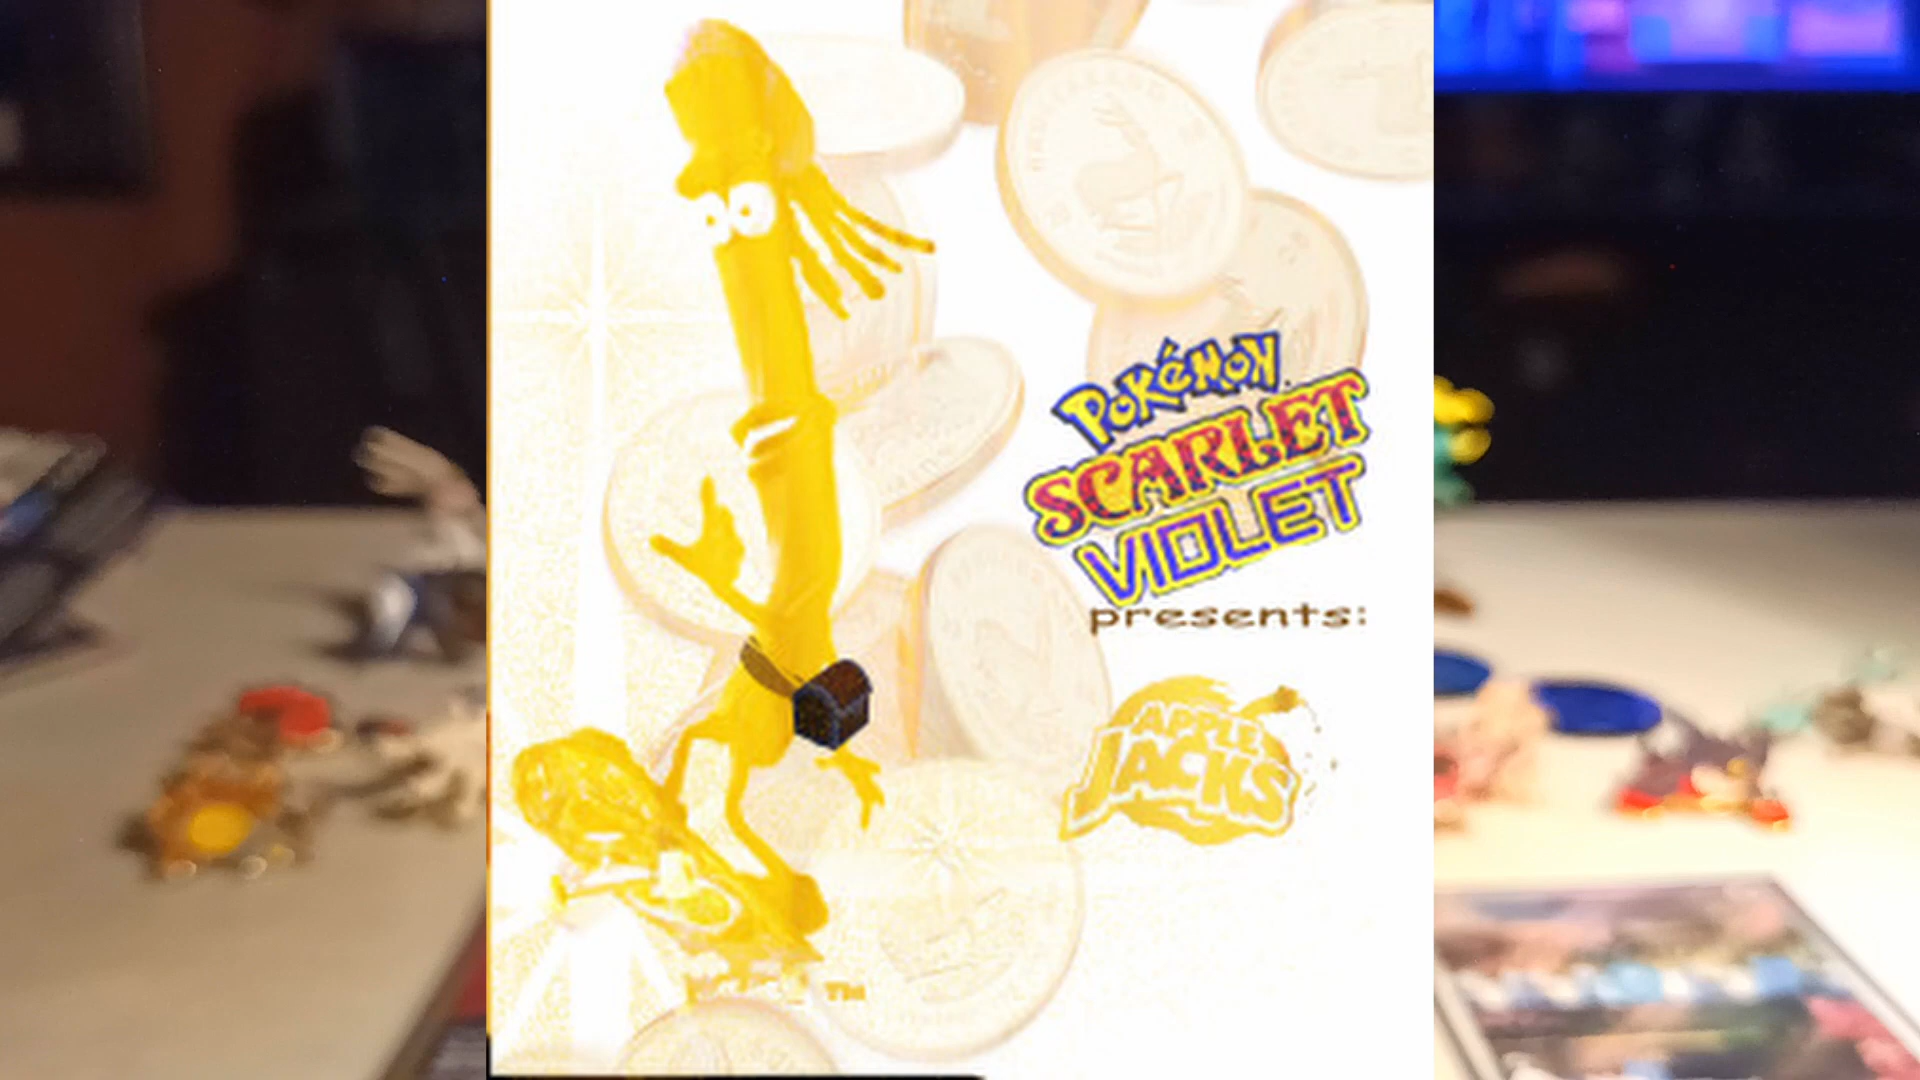 POKéMON
SCARLET
VIOLET
presents:
APPLE
JACKS
TM